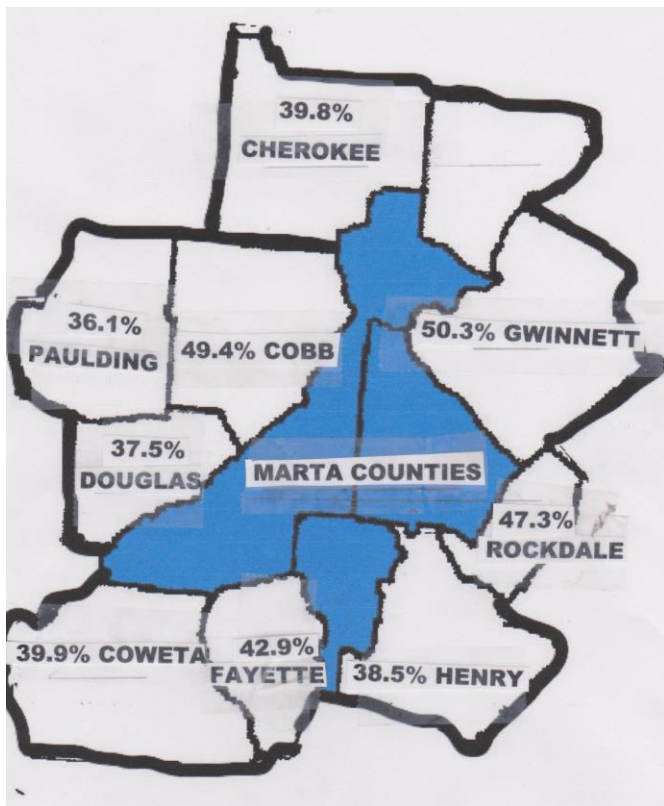 39.8%
CHEROKEE
36.1%
PAULDING
49.4% COBB
50.3% GWINNETT
37.5%
DOUGLAS
MARTA COUNTIES
47.3%
ROCKDALE
39.9% COWETA
42.9%
FAYETTE
38.5% HENRY